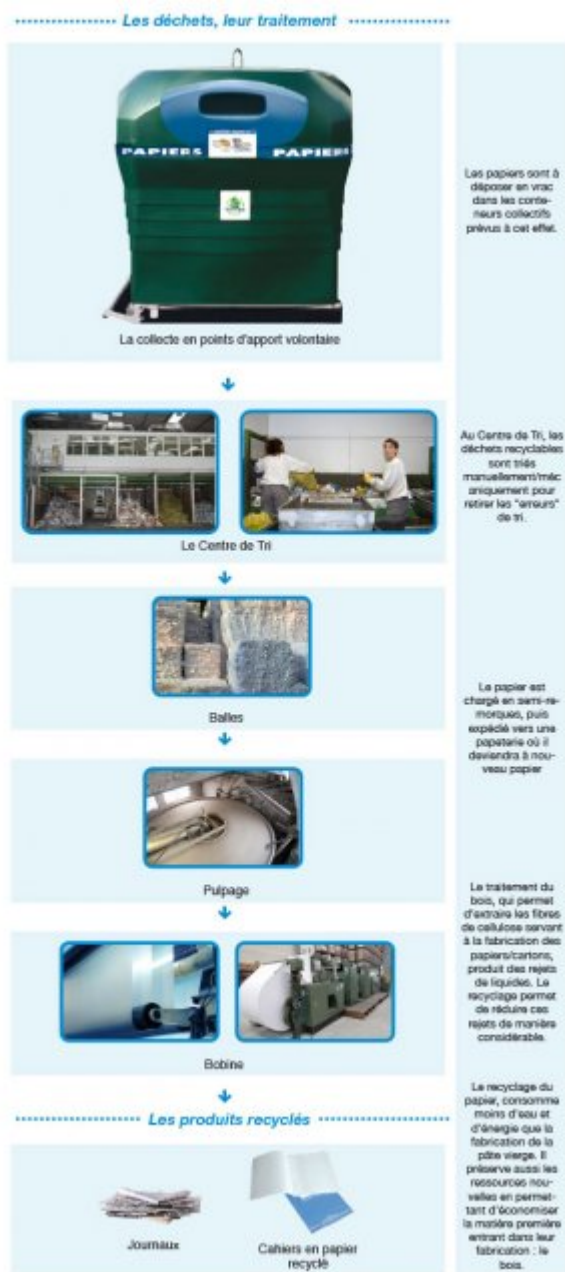 Les déchets, leur traitement
PAPIERS
PAPIERS
La collecte en points d'apport volontaire
Les papiers sont à
déposer en vrac
dans les conte-
neurs collectifs
prévus à cet effet.
Le Centre de Tri
Au Centre de Tri, les
déchets recyclables
sont triés
manuellement/méc
aniquement pour
retirer les "erreurs"
de tri.
Balles
Le papier est
chargé en semi-re-
morques, puis
expédié vers une
papeterie où il
deviendra à nou-
veau papier
Pulpage
Le traitement du
bois, qui permet
d'extraire les fibres
de cellulose servant
à la fabrication des
papiers/cartons,
produit des rejets
de liquides. Le
recyclage permet
de réduire ces
rejets de manière
considérable.
Bobine
Les produits recyclés
Le recyclage du
papier, consomme
moins d'eau et
d'énergie que la
fabrication de la
pâte vierge. Il
préserve aussi les
ressources nou-
velles en permet-
tant d'économiser
la matière première
entrant dans leur
fabrication : le
bois.
Journaux
Cahiers en papier
recyclé